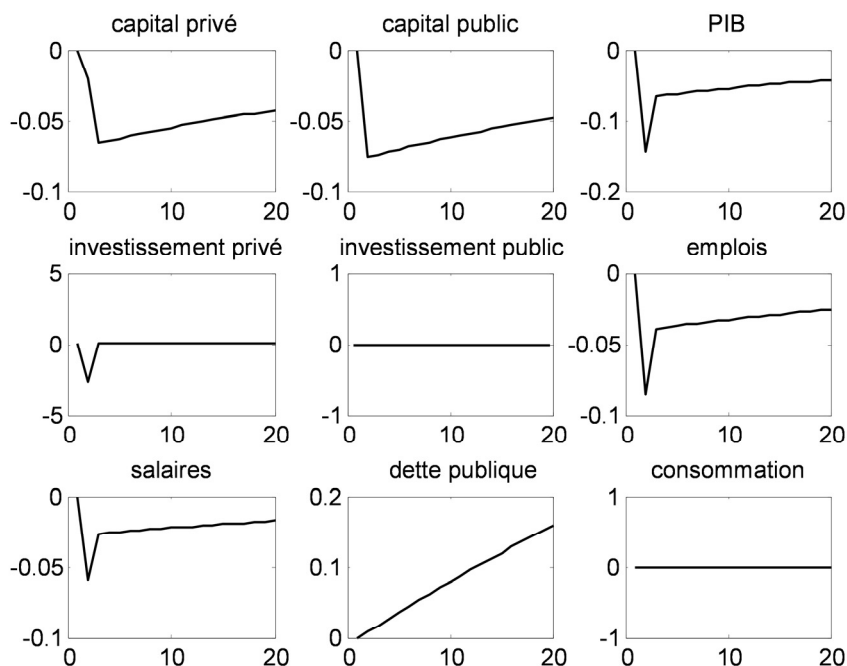 capital privé
capital public
PIB
0
-0.05
-0.1
0 10 20
0
-0.05
-0.1
0 10 20
0
-0.1
-0.2
0 10 20
investissement privé
investissement public
emplois
5
0
-5
0 10 20
1
0
-1
0 10 20
0
-0.05
-0.1
0 10 20
salaires
dette publique
consommation
0
-0.05
-0.1
0 10 20
0.2
0.1
0
0 10 20
1
0
-1
0 10 20